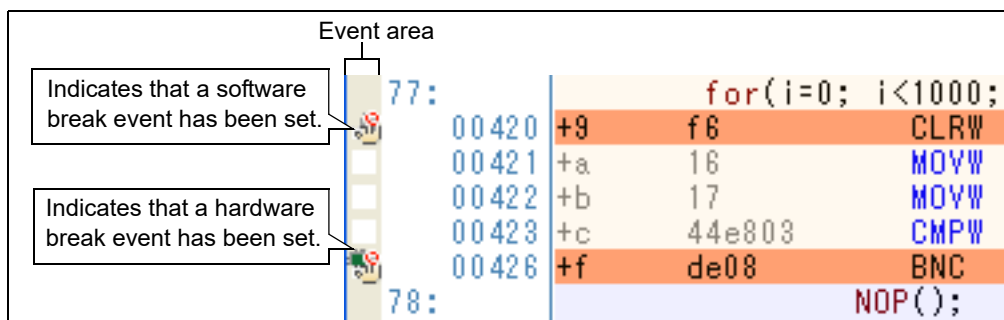 Event area
Indicates that a software
break event has been set.
Indicates that a hardware
break event has been set.
77: for(i=0; i<1000;
00420 +9 f6 CLRW
00421 +a 16 MOVW
00422 +b 17 MOVW
00423 +c 44e803 CMPW
00426 +f de08 BNC
78: NOP();